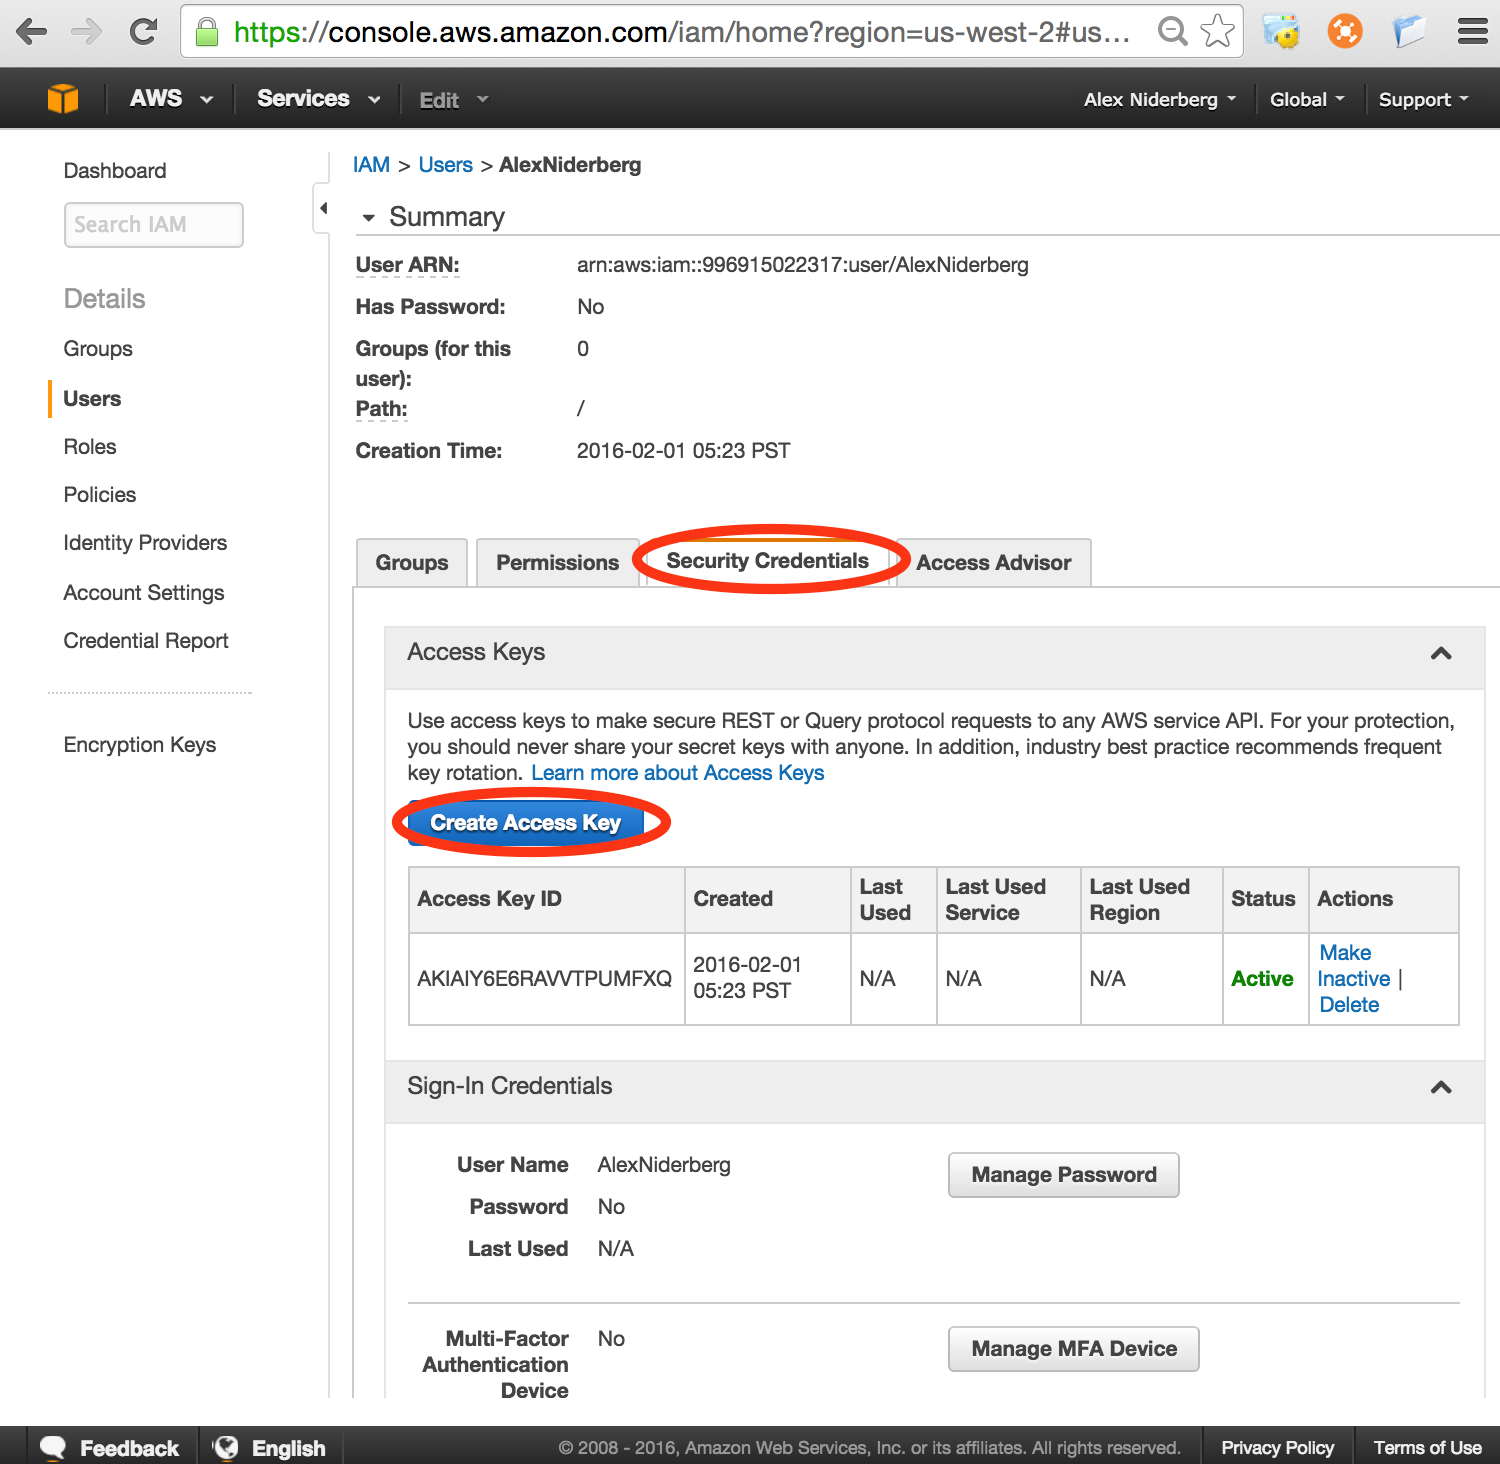 https://console.aws.amazon.com/iam/home?region=us-west-2#us...
AWS Services Edit Alex Niderberg Global Support
Dashboard
Search IAM
Details
Groups
Users
Roles
Policies
Identity Providers
Account Settings
Credential Report
Encryption Keys
IAM > Users > AlexNiderberg
Summary
User ARN: arn:aws:iam::996915022317:user/AlexNiderberg
Has Password: No
Groups (for this 0
user):
Path: /
Creation Time: 2016-02-01 05:23 PST
Groups Permissions Security Credentials Access Advisor
Access Keys
Use access keys to make secure REST or Query protocol requests to any AWS service API. For your protection,
you should never share your secret keys with anyone. In addition, industry best practice recommends frequent
key rotation. Learn more about Access Keys
Create Access Key
Access Key ID Created Last Used Last Used Service Last Used Region Status Actions
AKIAIY6E6RAVVTPUMFXQ 2016-02-01 05:23 PST N/A N/A N/A Active Make Inactive | Delete
Sign-In Credentials
User Name AlexNiderberg Manage Password
Password No
Last Used N/A
Multi-Factor No Manage MFA Device
Authentication
Device
Feedback English © 2008 - 2016, Amazon Web Services, Inc. or its affiliates. All rights reserved. Privacy Policy Terms of Use